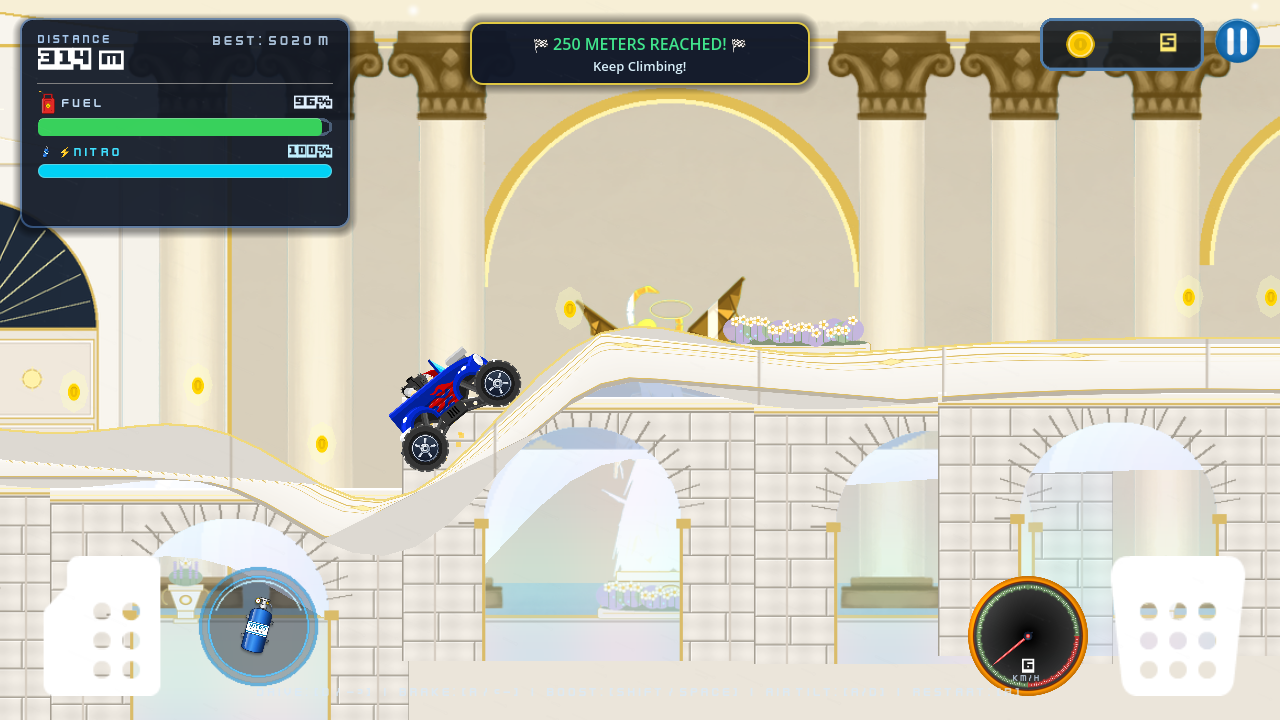 DISTANCE
BEST: 5020 M
314 m
FUEL
96%
NITRO
100%
250 METERS REACHED!
Keep Climbing!
5
6
KM/H